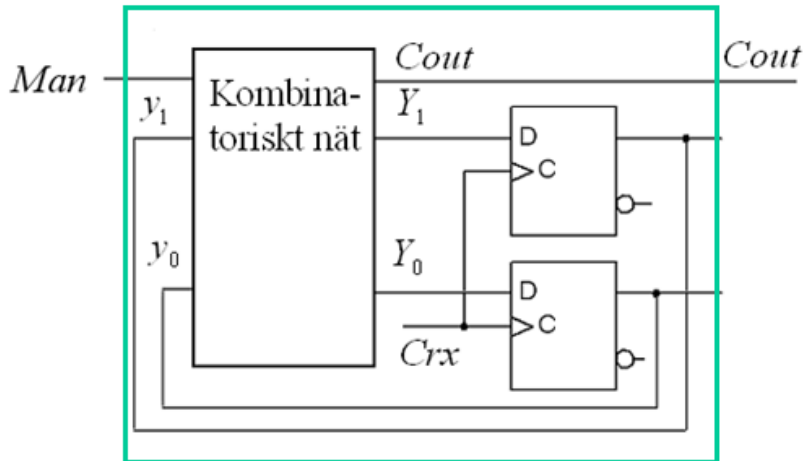 Man
Kombina-
toriskt nät
y₁
y₀
Cout
Cout
Y₁
Y₀
D
C
D
C
Crx